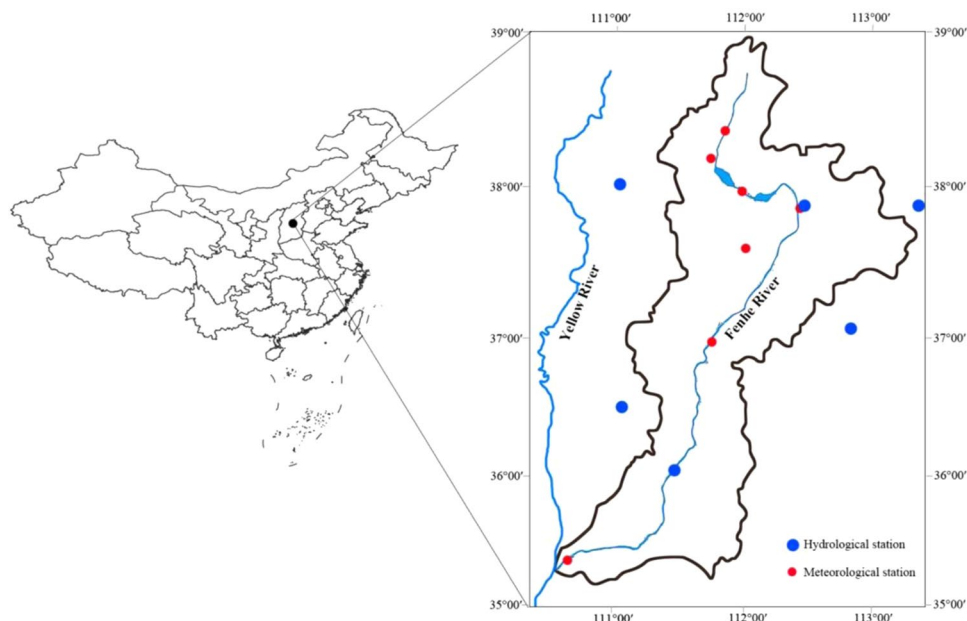 111°00′ 112°00′ 113°00′
39°00′ 39°00′
38°00′ 38°00′
Yellow River
Fenhe River
37°00′ 37°00′
36°00′ 36°00′
Hydrological station
Meteorological station
35°00′ 35°00′
111°00′ 112°00′ 113°00′